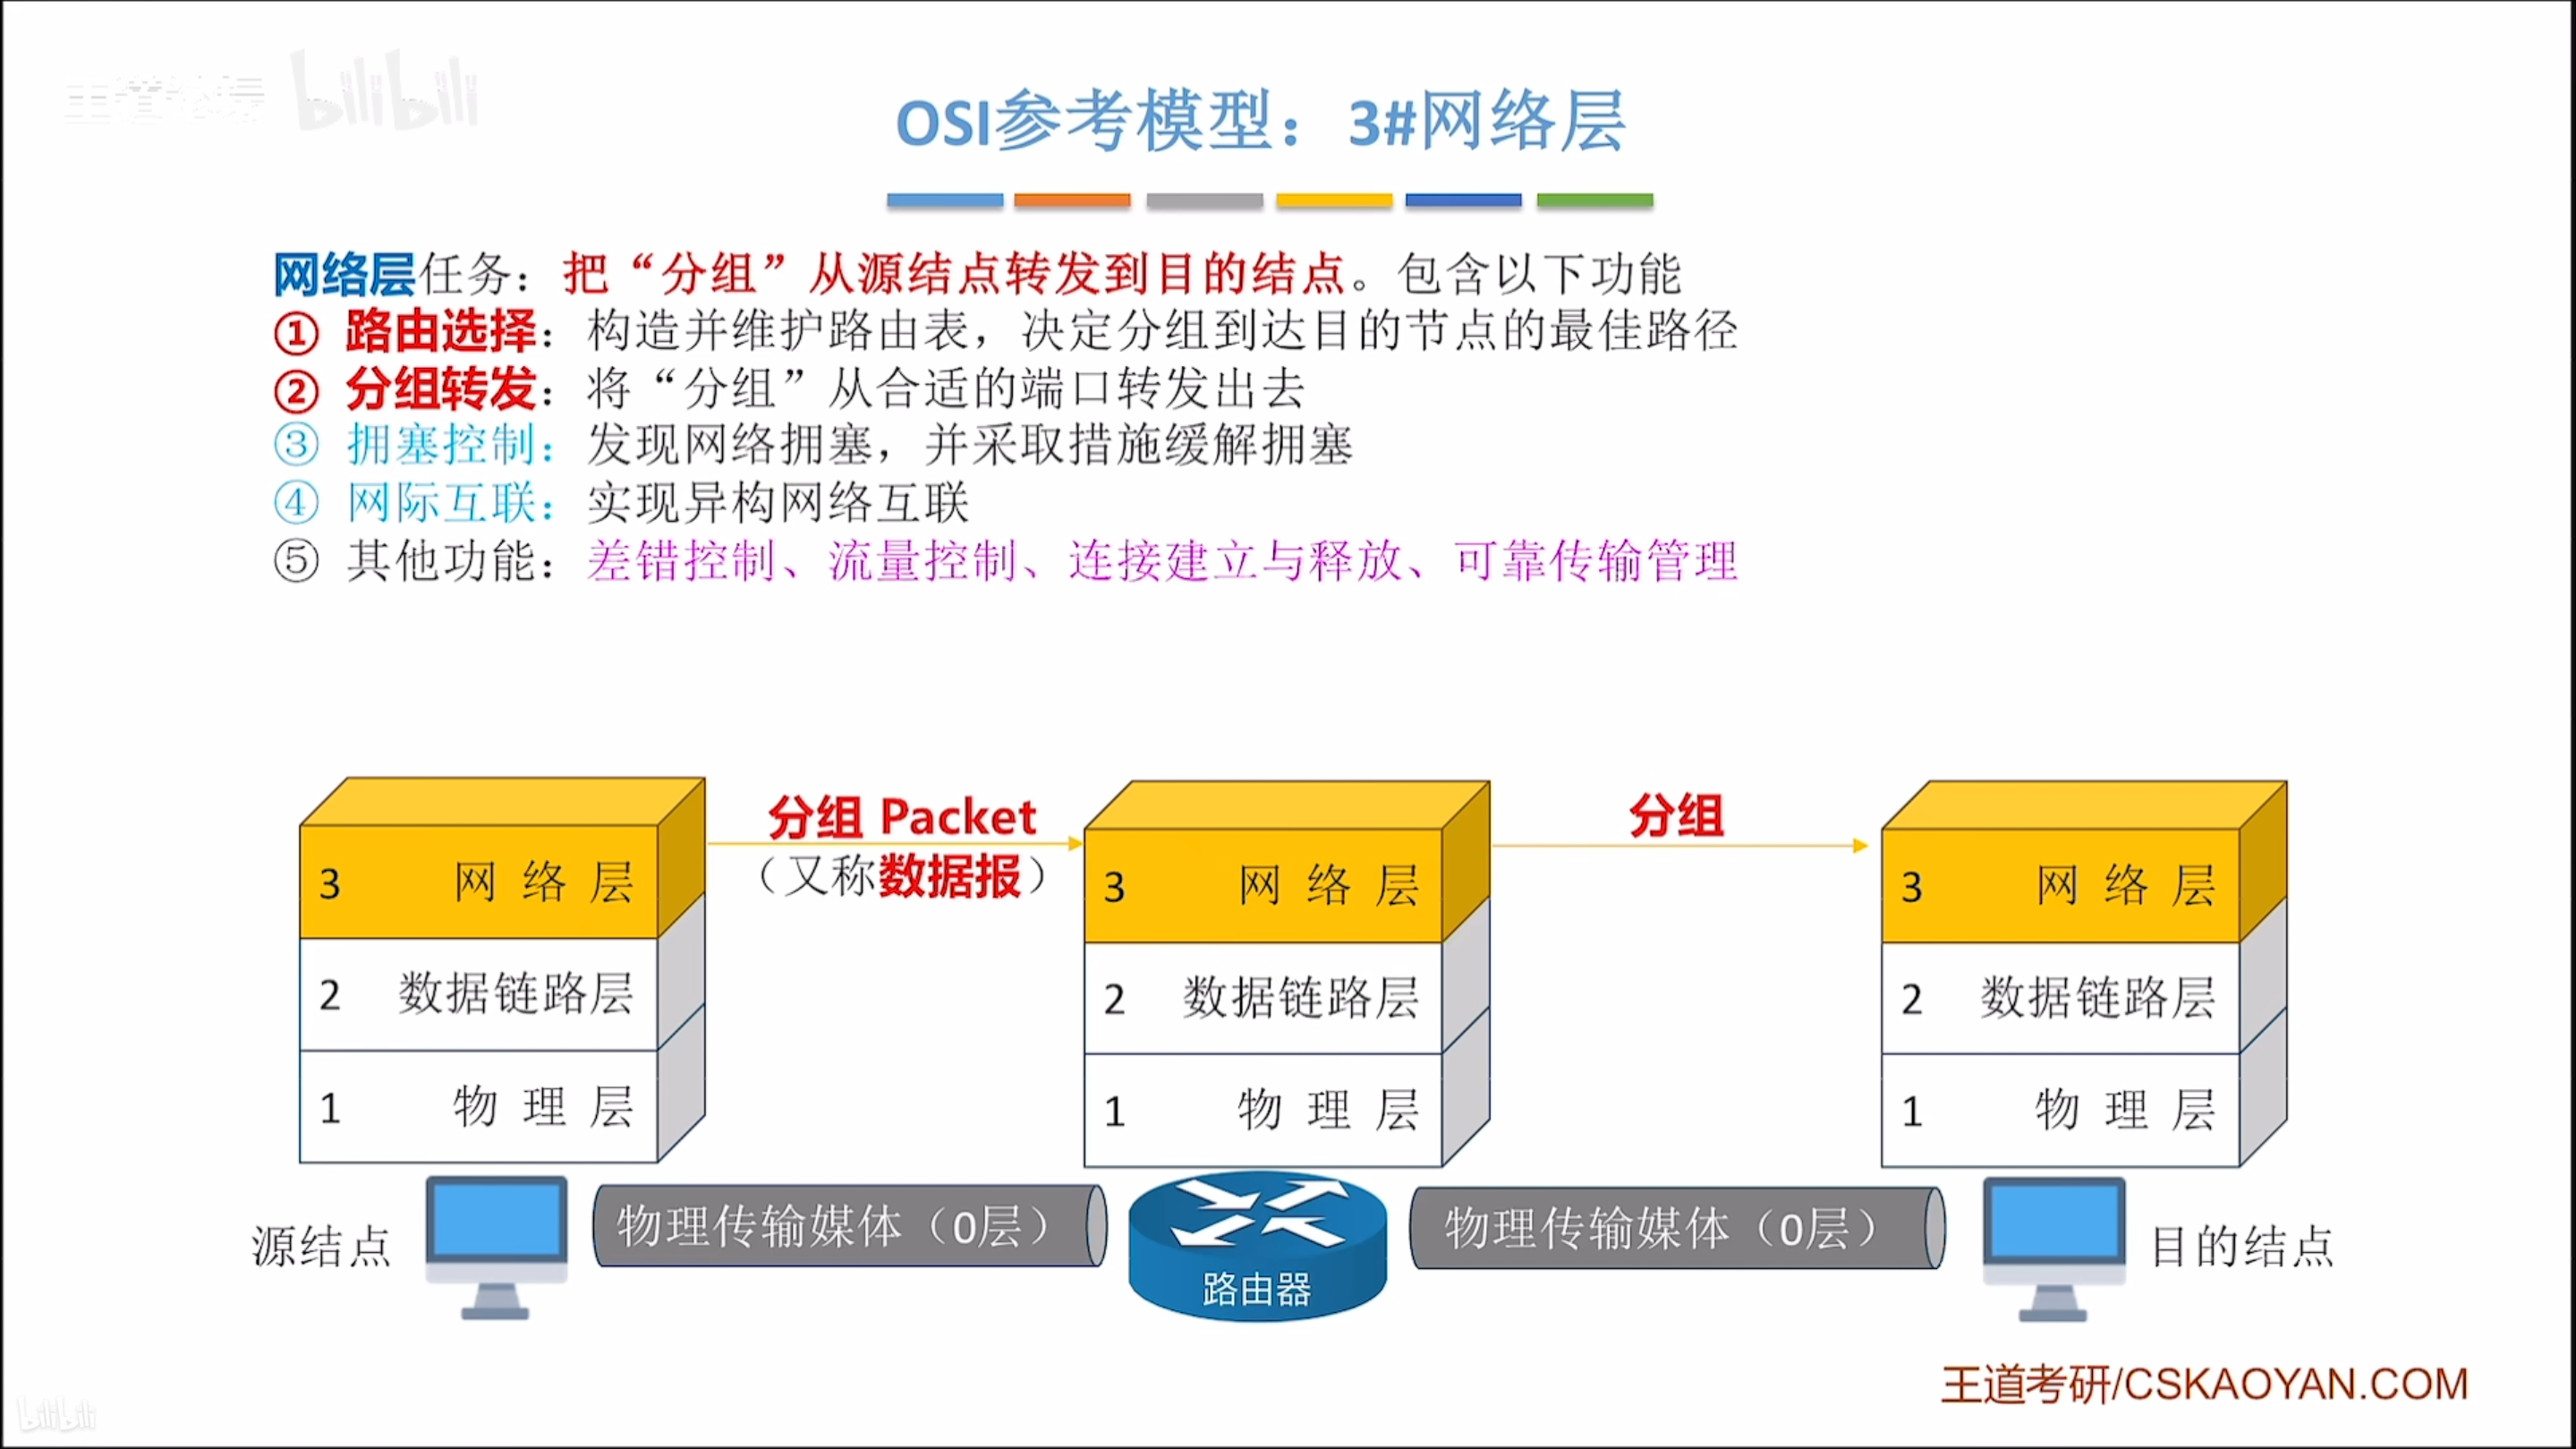 王道论坛 bilibili
OSI参考模型：3#网络层
网络层任务：把“分组”从源结点转发到目的结点。包含以下功能
① 路由选择：构造并维护路由表，决定分组到达目的节点的最佳路径
② 分组转发：将“分组”从合适的端口转发出去
③ 拥塞控制：发现网络拥塞，并采取措施缓解拥塞
④ 网际互联：实现异构网络互联
⑤ 其他功能：差错控制、流量控制、连接建立与释放、可靠传输管理
分组 Packet
（又称数据报）
分组
3 网络层
2 数据链路层
1 物理层
3 网络层
2 数据链路层
1 物理层
3 网络层
2 数据链路层
1 物理层
源结点
物理传输媒体（0层）
路由器
物理传输媒体（0层）
目的结点
王道考研/CSKAOYAN.COM
bilibili